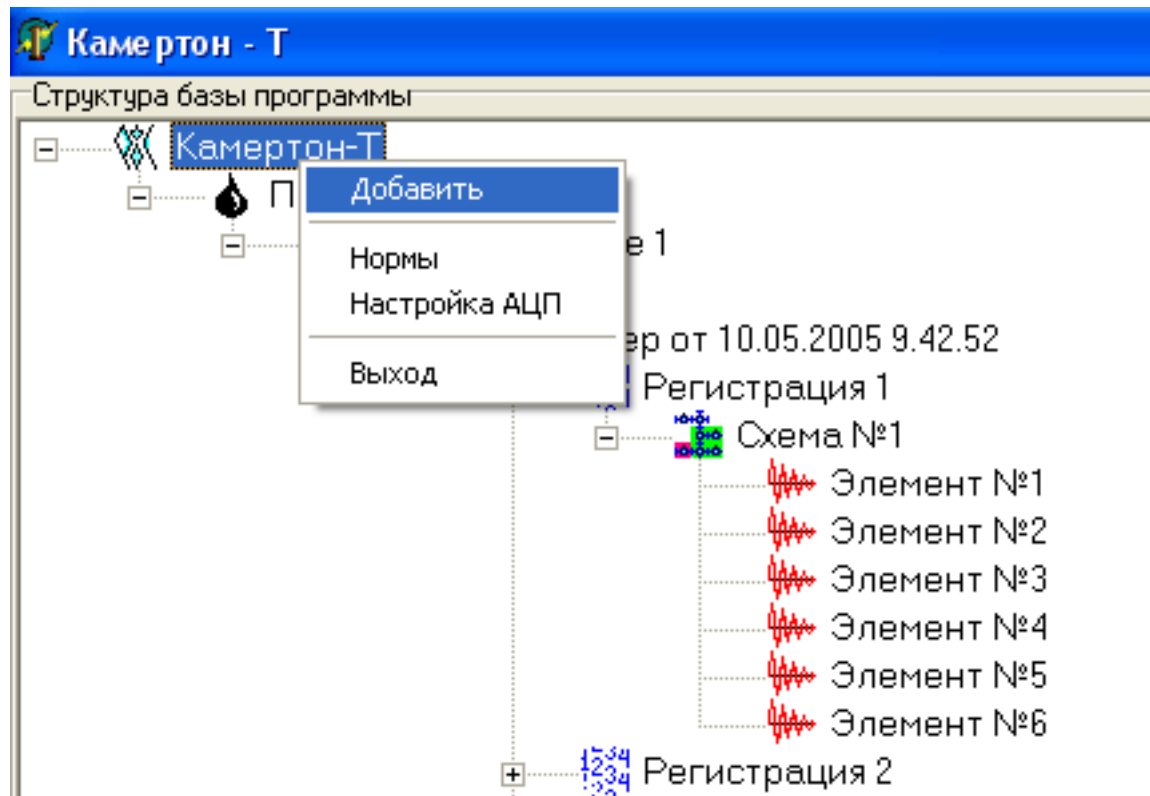 Камертон - Т
Структура базы программы
Камертон-Т
Добавить
Нормы
Настройка АЦП
Выход
е 1
ер от 10.05.2005 9.42.52
Регистрация 1
Схема №1
Элемент №1
Элемент №2
Элемент №3
Элемент №4
Элемент №5
Элемент №6
Регистрация 2